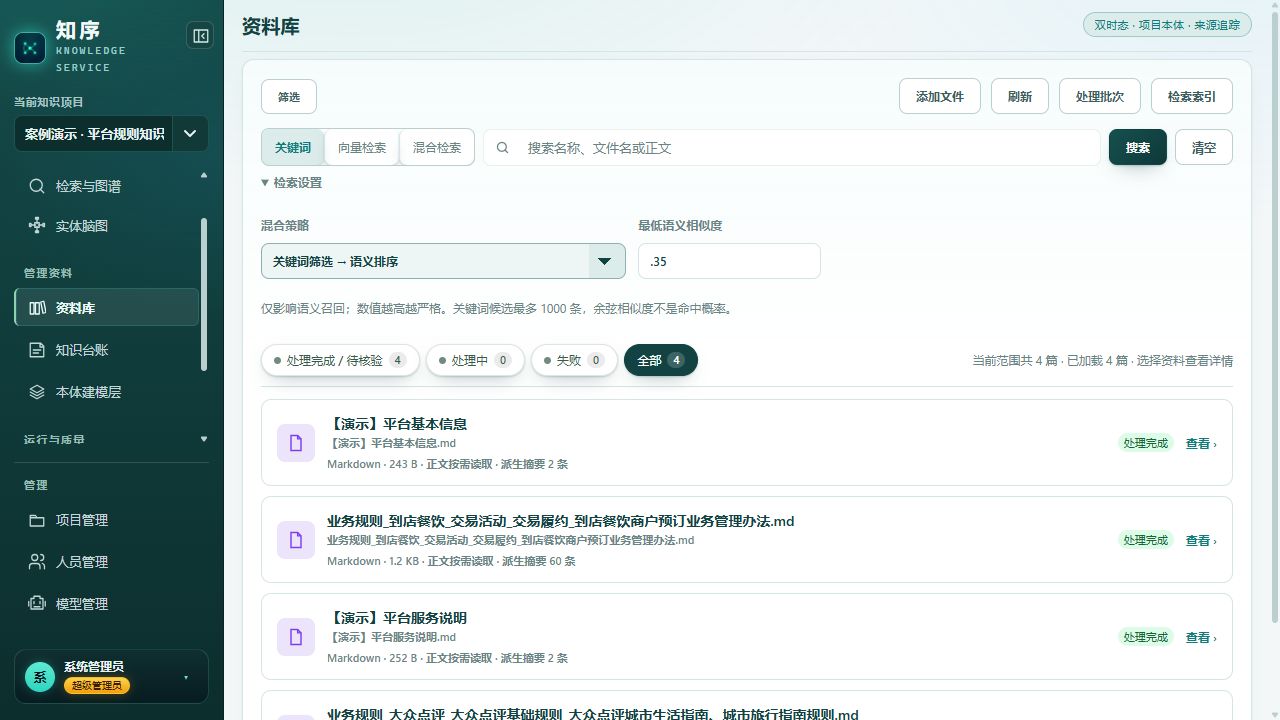 知序
KNOWLEDGE
SERVICE
当前知识项目
案例演示 · 平台规则知识
检索与图谱
实体脑图
管理资料
资料库
知识台账
本体建模层
运行与质量
管理
项目管理
人员管理
模型管理
系
系统管理员
超级管理员
资料库
双时态 · 项目本体 · 来源追踪
筛选
添加文件
刷新
处理批次
检索索引
关键词
向量检索
混合检索
搜索名称、文件名或正文
搜索
清空
▼ 检索设置
混合策略
最低语义相似度
关键词筛选 → 语义排序
.35
仅影响语义召回；数值越高越严格。关键词候选最多 1000 条，余弦相似度不是命中概率。
处理完成 / 待核验 4
处理中 0
失败 0
全部 4
当前范围共 4 篇 · 已加载 4 篇 · 选择资料查看详情
【演示】平台基本信息
【演示】平台基本信息.md
Markdown · 243 B · 正文按需读取 · 派生摘要 2 条
处理完成
查看 ›
业务规则_到店餐饮_交易活动_交易履约_到店餐饮商户预订业务管理办法.md
业务规则_到店餐饮_交易活动_交易履约_到店餐饮商户预订业务管理办法.md
Markdown · 1.2 KB · 正文按需读取 · 派生摘要 60 条
处理完成
查看 ›
【演示】平台服务说明
【演示】平台服务说明.md
Markdown · 252 B · 正文按需读取 · 派生摘要 2 条
处理完成
查看 ›
业务规则_大众点评_大众点评基础规则_大众点评城市生活指南、城市旅行指南规则.md